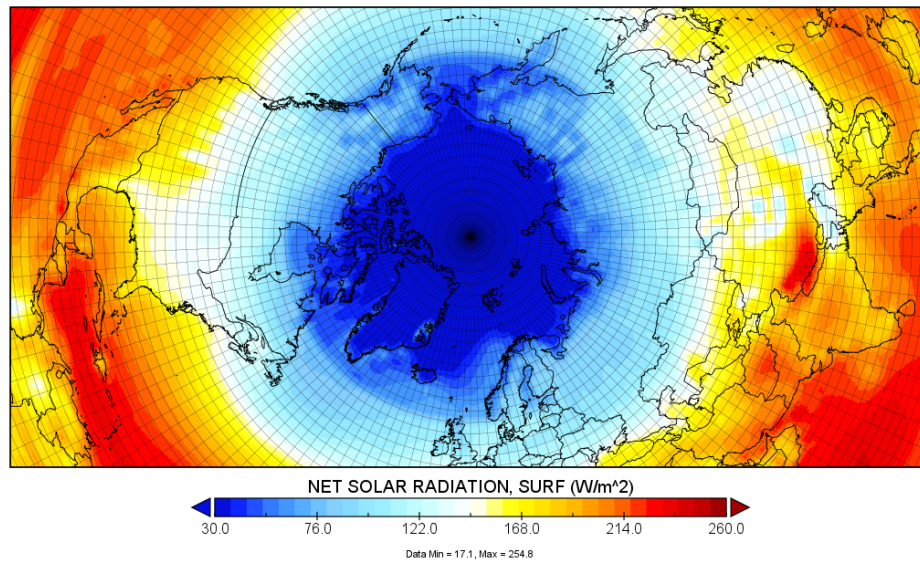 NET SOLAR RADIATION, SURF (W/m^2)
30.0 76.0 122.0 168.0 214.0 260.0
Data Min = 17.1, Max = 254.8